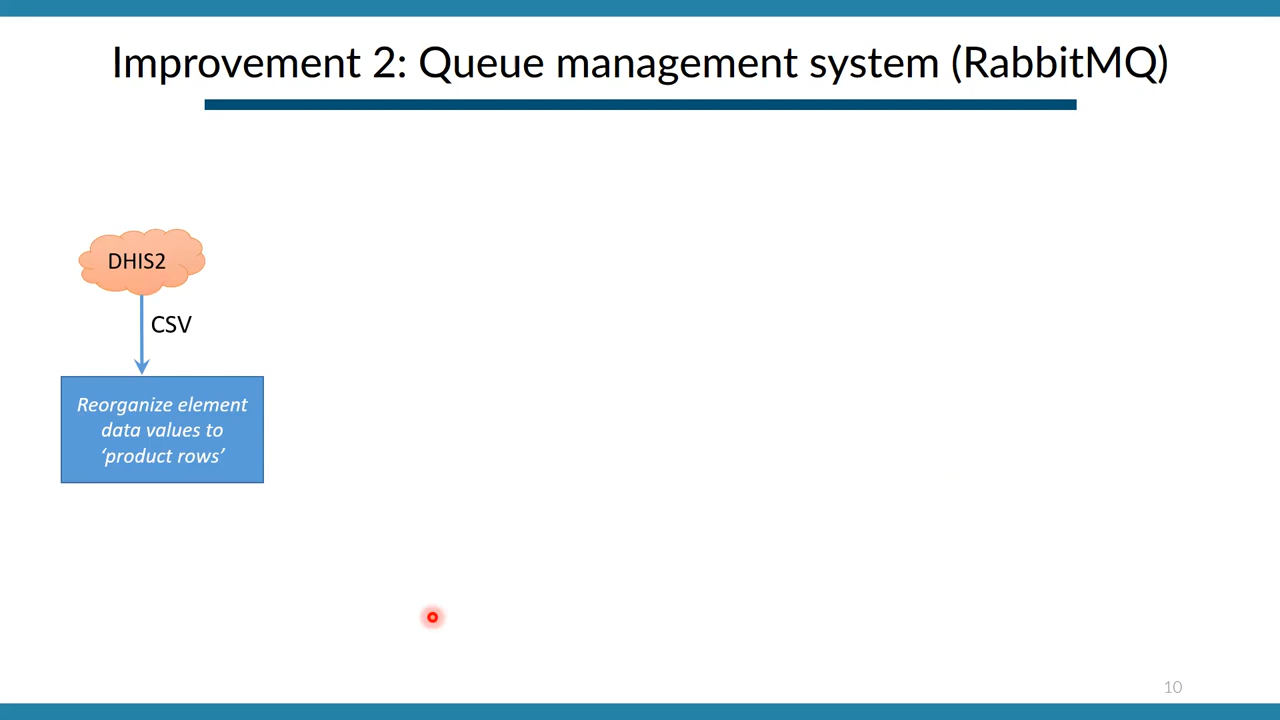 Improvement 2: Queue management system (RabbitMQ)
DHIS2
CSV
Reorganize element
data values to
‘product rows’
10